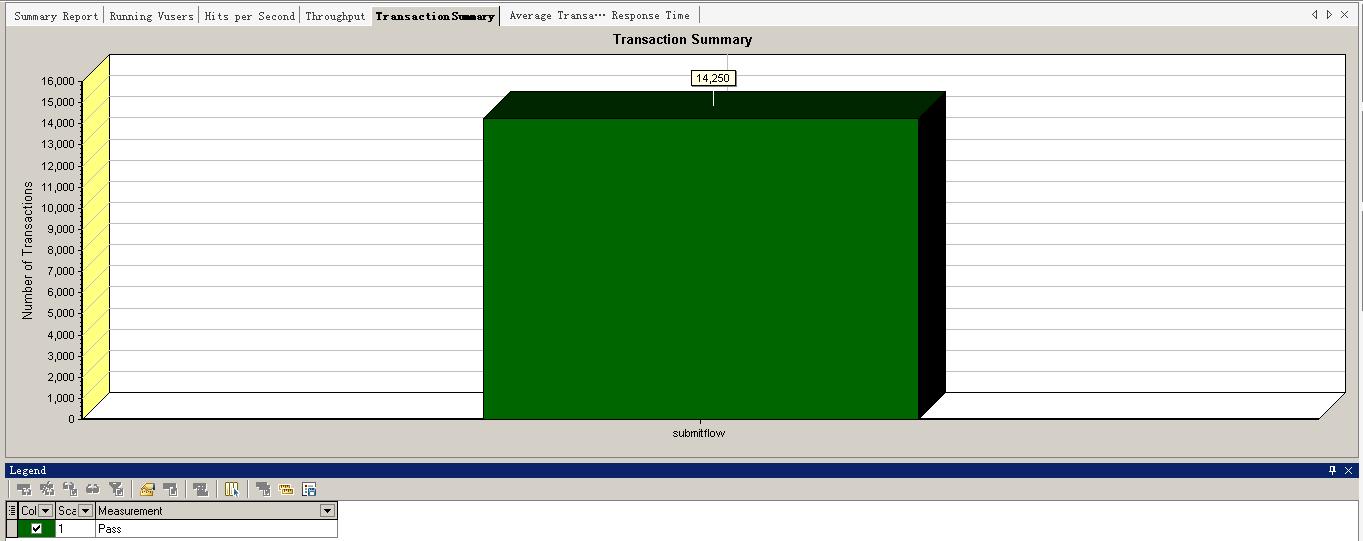 Summary Report Running Vusers Hits per Second Throughput Transaction Summary Average Transa··· Response Time
Transaction Summary
14,250
16,000
15,000
14,000
13,000
12,000
11,000
10,000
9,000
8,000
7,000
6,000
5,000
4,000
3,000
2,000
1,000
0
Number of Transactions
submitflow
Legend
Col Sca Measurement
1 Pass